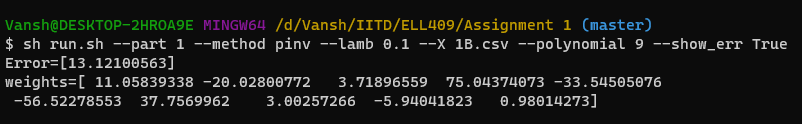 Vansh@DESKTOP-2HROA9E MINGW64 /d/Vansh/IITD/ELL409/Assignment 1 (master)
$ sh run.sh --part 1 --method pinv --lamb 0.1 --X 1B.csv --polynomial 9 --show_err True
Error=[13.12100563]
weights=[ 11.05839338 -20.02800772   3.71896559  75.04374073 -33.54505076
 -56.52278553  37.7569962    3.00257266  -5.94041823   0.98014273]